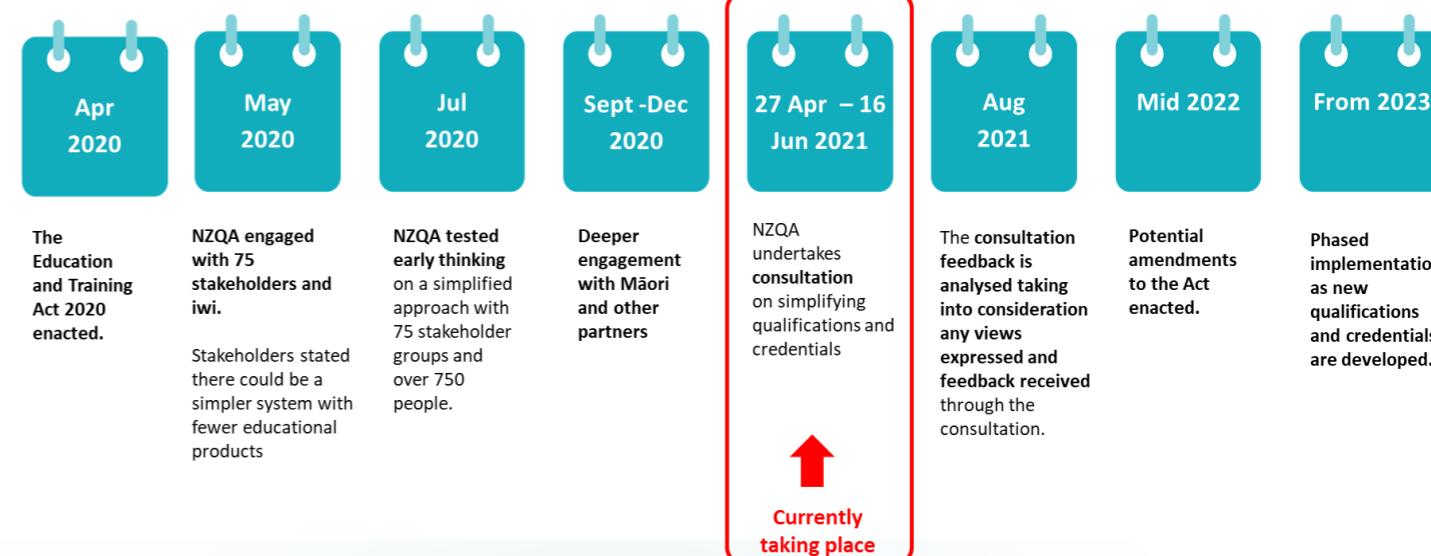 Apr
2020
The
Education
and Training
Act 2020
enacted.
May
2020
NZQA engaged
with 75
stakeholders and
iwi.
Stakeholders stated
there could be a
simpler system with
fewer educational
products
Jul
2020
NZQA tested
early thinking
on a simplified
approach with
75 stakeholder
groups and
over 750
people.
Sept -Dec
2020
Deeper
engagement
with Māori
and other
partners
27 Apr – 16
Jun 2021
NZQA
undertakes
consultation
on simplifying
qualifications and
credentials
Currently
taking place
Aug
2021
The consultation
feedback is
analysed taking
into consideration
any views
expressed and
feedback received
through the
consultation.
Mid 2022
Potential
amendments
to the Act
enacted.
From 2023
Phased
implementatio
as new
qualifications
and credentials
are developed.